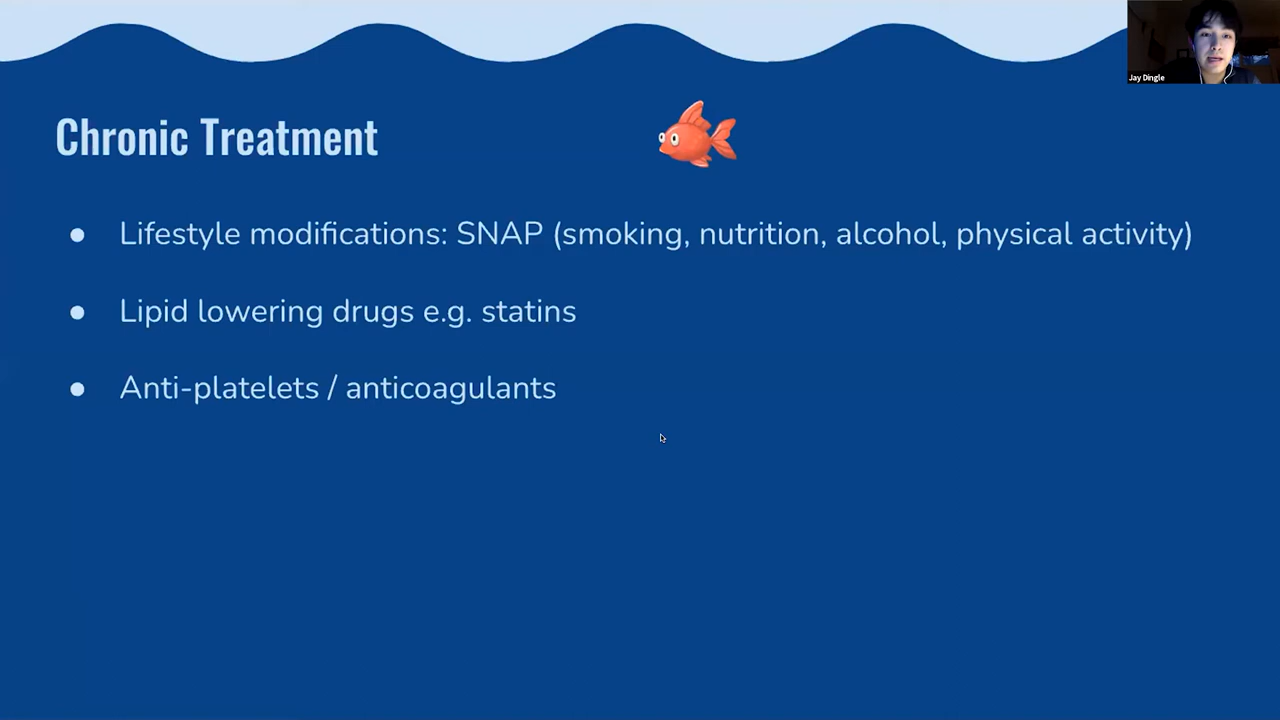 Jay Dingle
Chronic Treatment
● Lifestyle modifications: SNAP (smoking, nutrition, alcohol, physical activity)
● Lipid lowering drugs e.g. statins
● Anti-platelets / anticoagulants